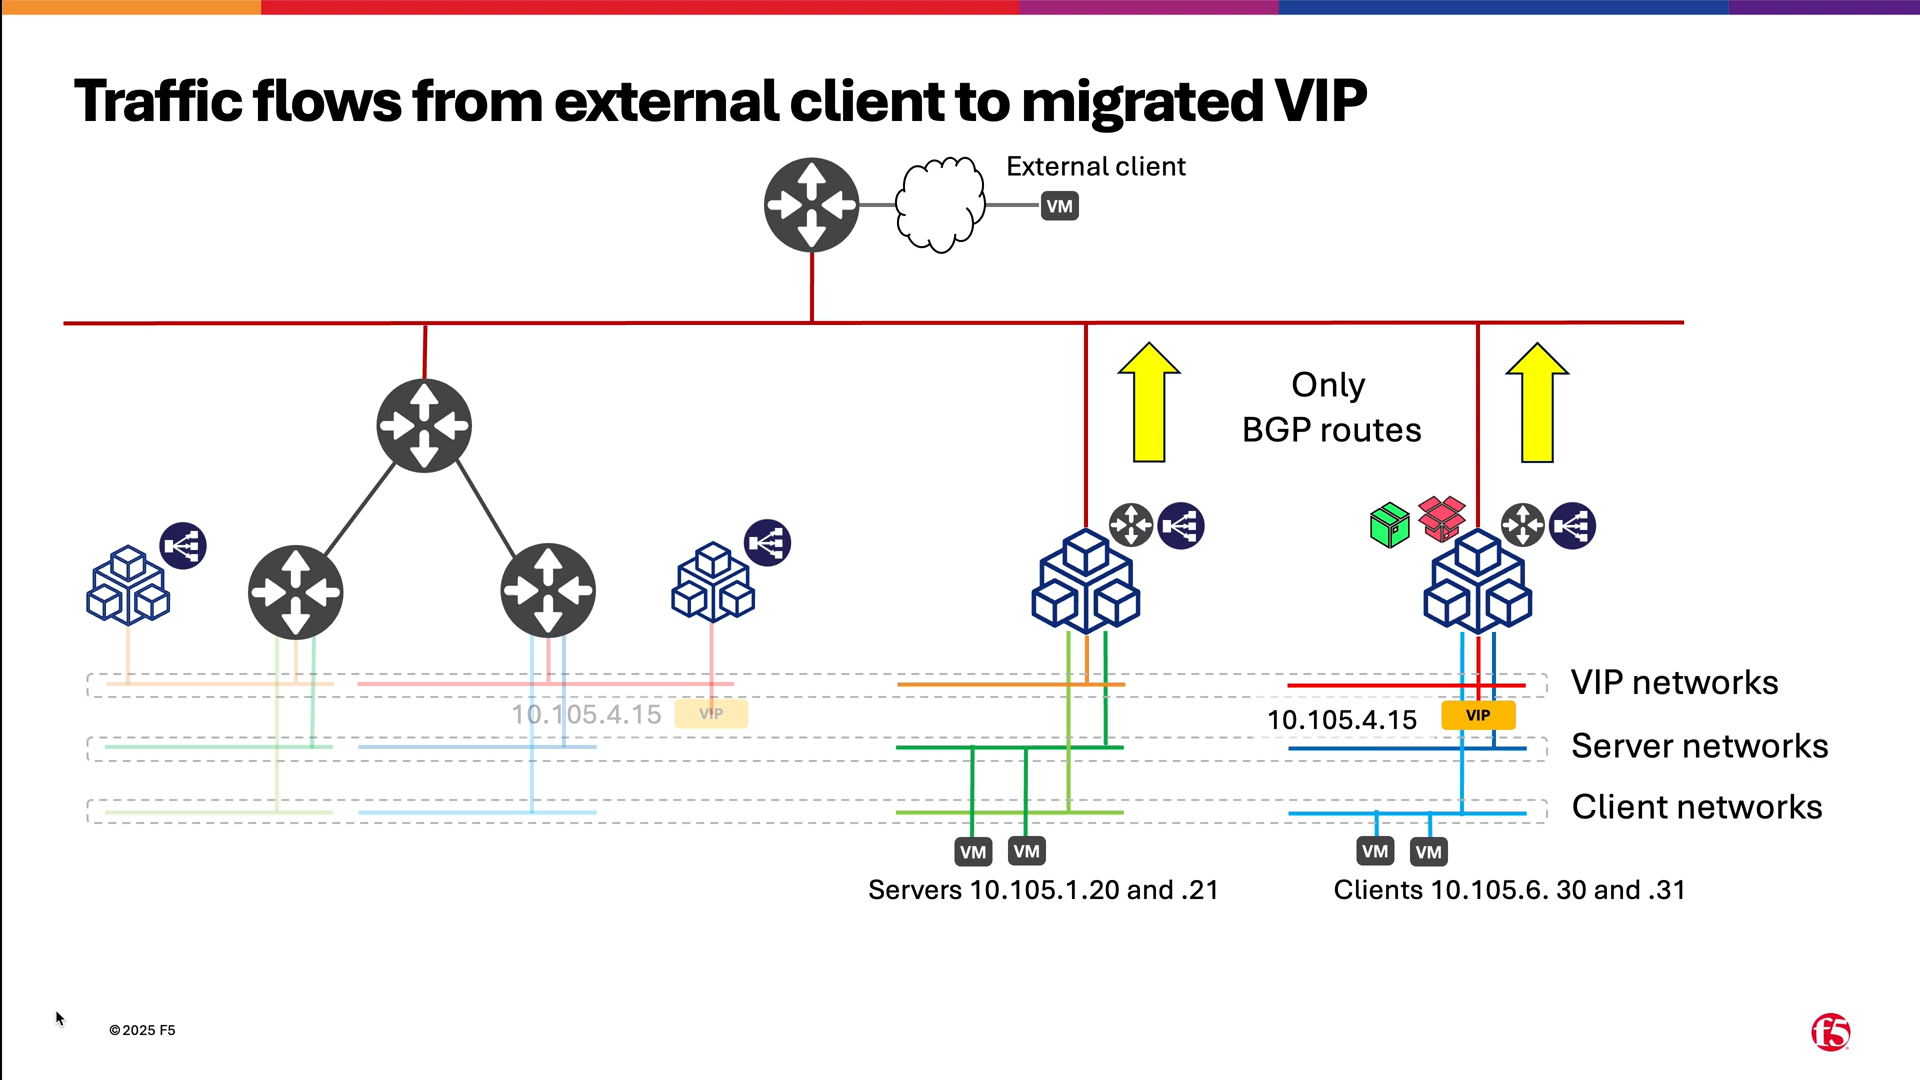 Traffic flows from external client to migrated VIP
External client
VM
Only
BGP routes
VIP networks
10.105.4.15
VIP
10.105.4.15
VIP
Server networks
Client networks
VM
VM
VM
VM
Servers 10.105.1.20 and .21
Clients 10.105.6. 30 and .31
©2025 F5
f5